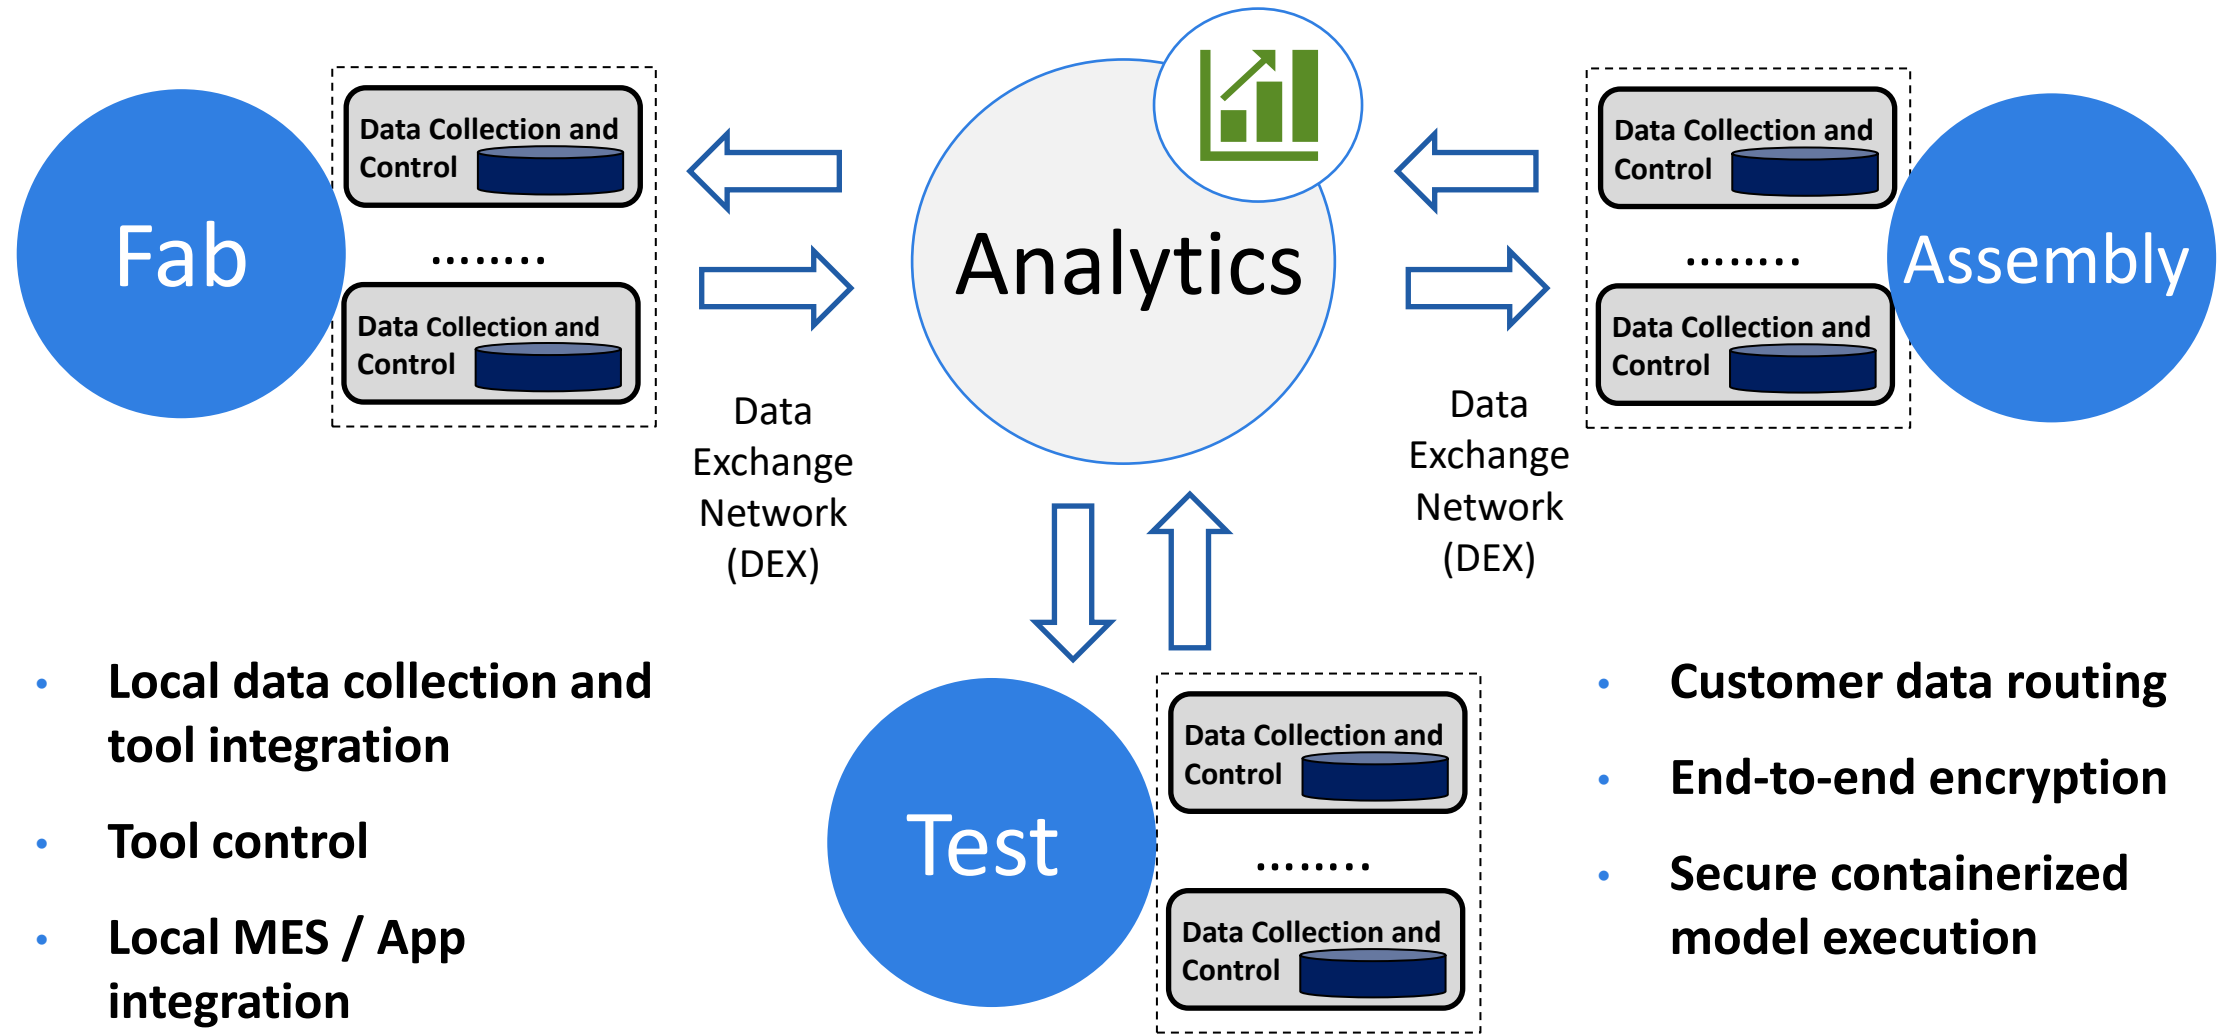 Fab
Data Collection and
Control
........
Data Collection and
Control
Data
Exchange
Network
(DEX)
Analytics
Data
Exchange
Network
(DEX)
Data Collection and
Control
........
Data Collection and
Control
Assembly
• Local data collection and
tool integration
• Tool control
• Local MES / App
integration
Test
Data Collection and
Control
........
Data Collection and
Control
• Customer data routing
• End-to-end encryption
• Secure containerized
model execution